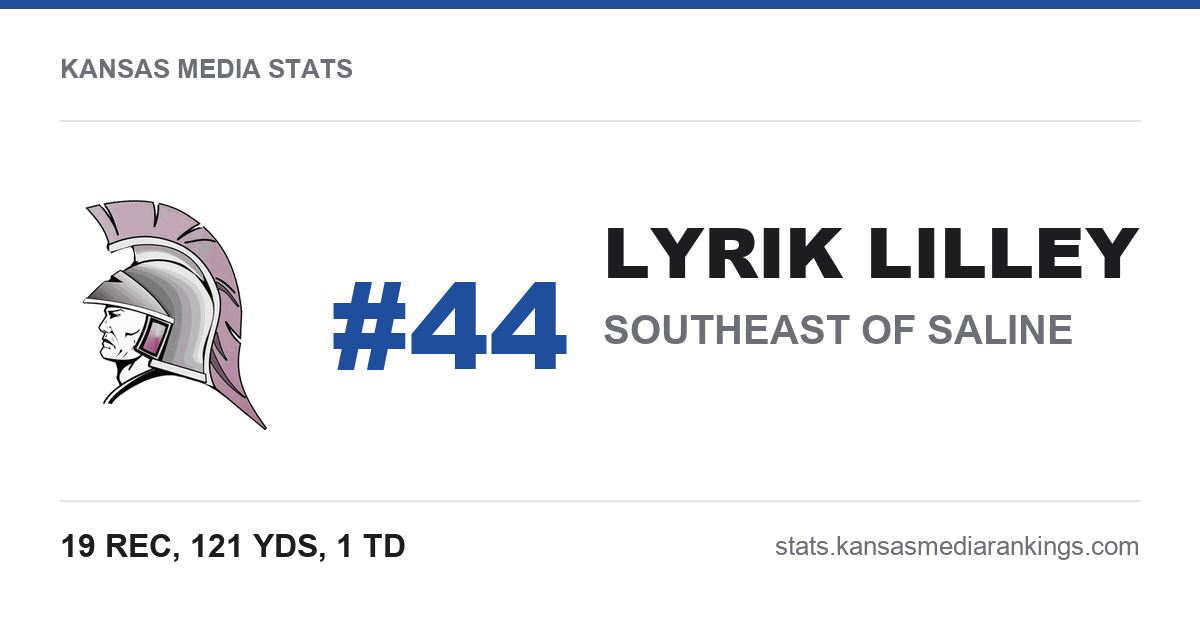 KANSAS MEDIA STATS
#44
LYRIK LILLEY
SOUTHEAST OF SALINE
19 REC, 121 YDS, 1 TD
stats.kansasmediarankings.com